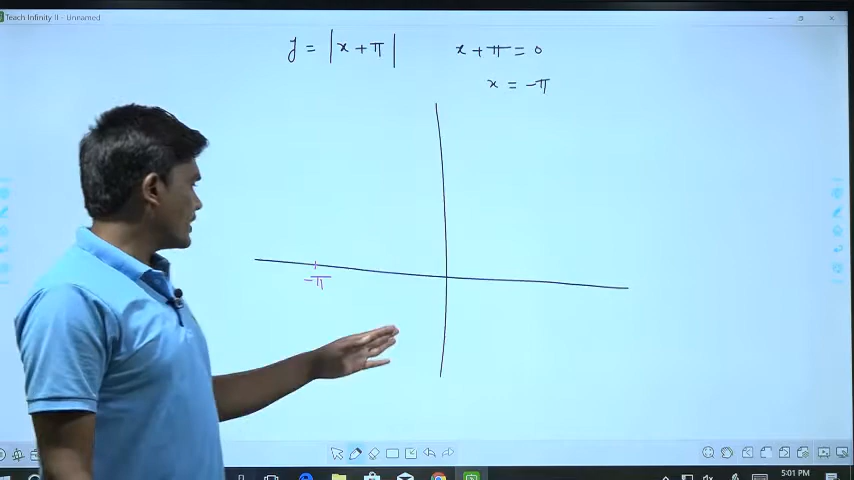 Teach Infinity II - Unnamed
y = |x + π|
x + π = 0
x = -π
-π
5:01 PM